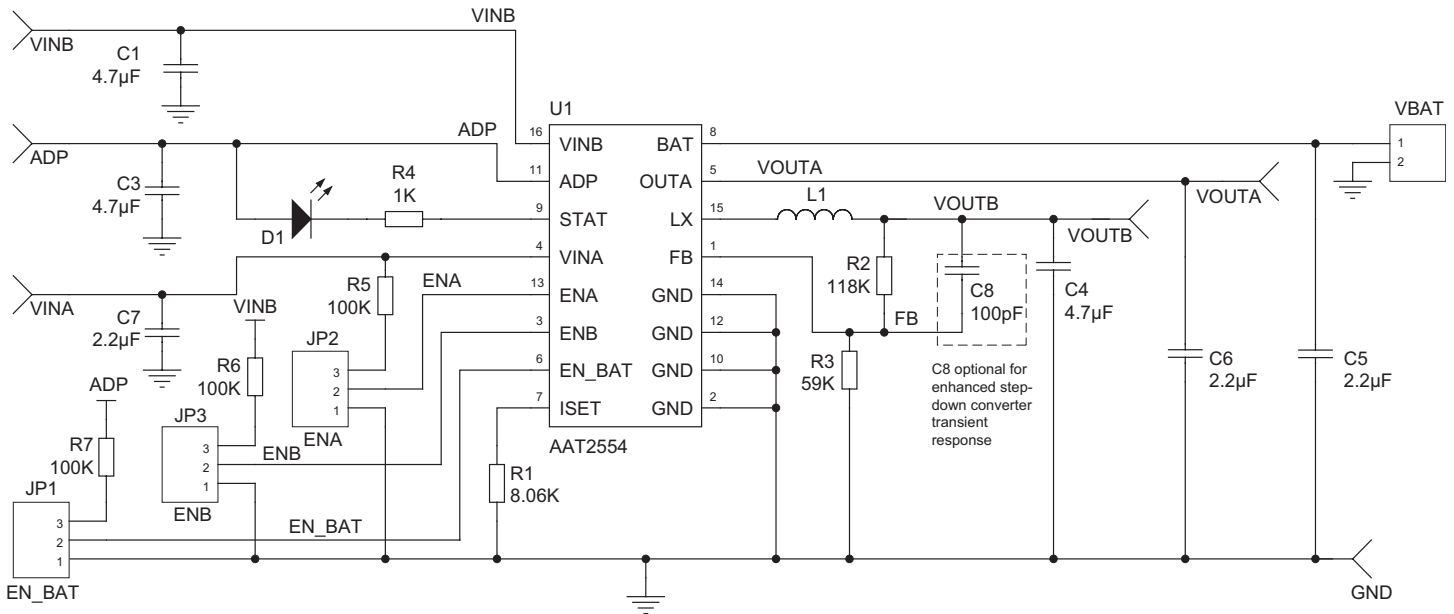 VINB
VINB
C1
4.7µF
U1
VBAT
ADP
ADP
16
VINB
BAT
8
1
2
11
ADP
OUTA
5
VOUTA
VOUTA
C3
4.7µF
R4
1K
D1
9
STAT
LX
15
L1
VOUTB
VOUTB
4
VINA
FB
1
R2
118K
C8
100pF
C4
4.7µF
VINA
C7
2.2µF
VINB
R5
100K
ENA
13
ENA
GND
14
3
ENB
GND
12
FB
6
EN_BAT
GND
10
7
ISET
GND
2
AAT2554
R6
100K
JP2
3
2
1
ENA
R3
59K
C8 optional for
enhanced step-
down converter
transient
response
C6
2.2µF
C5
2.2µF
ADP
R7
100K
JP3
3
2
1
ENB
ENB
R1
8.06K
JP1
3
2
1
EN_BAT
EN_BAT
GND